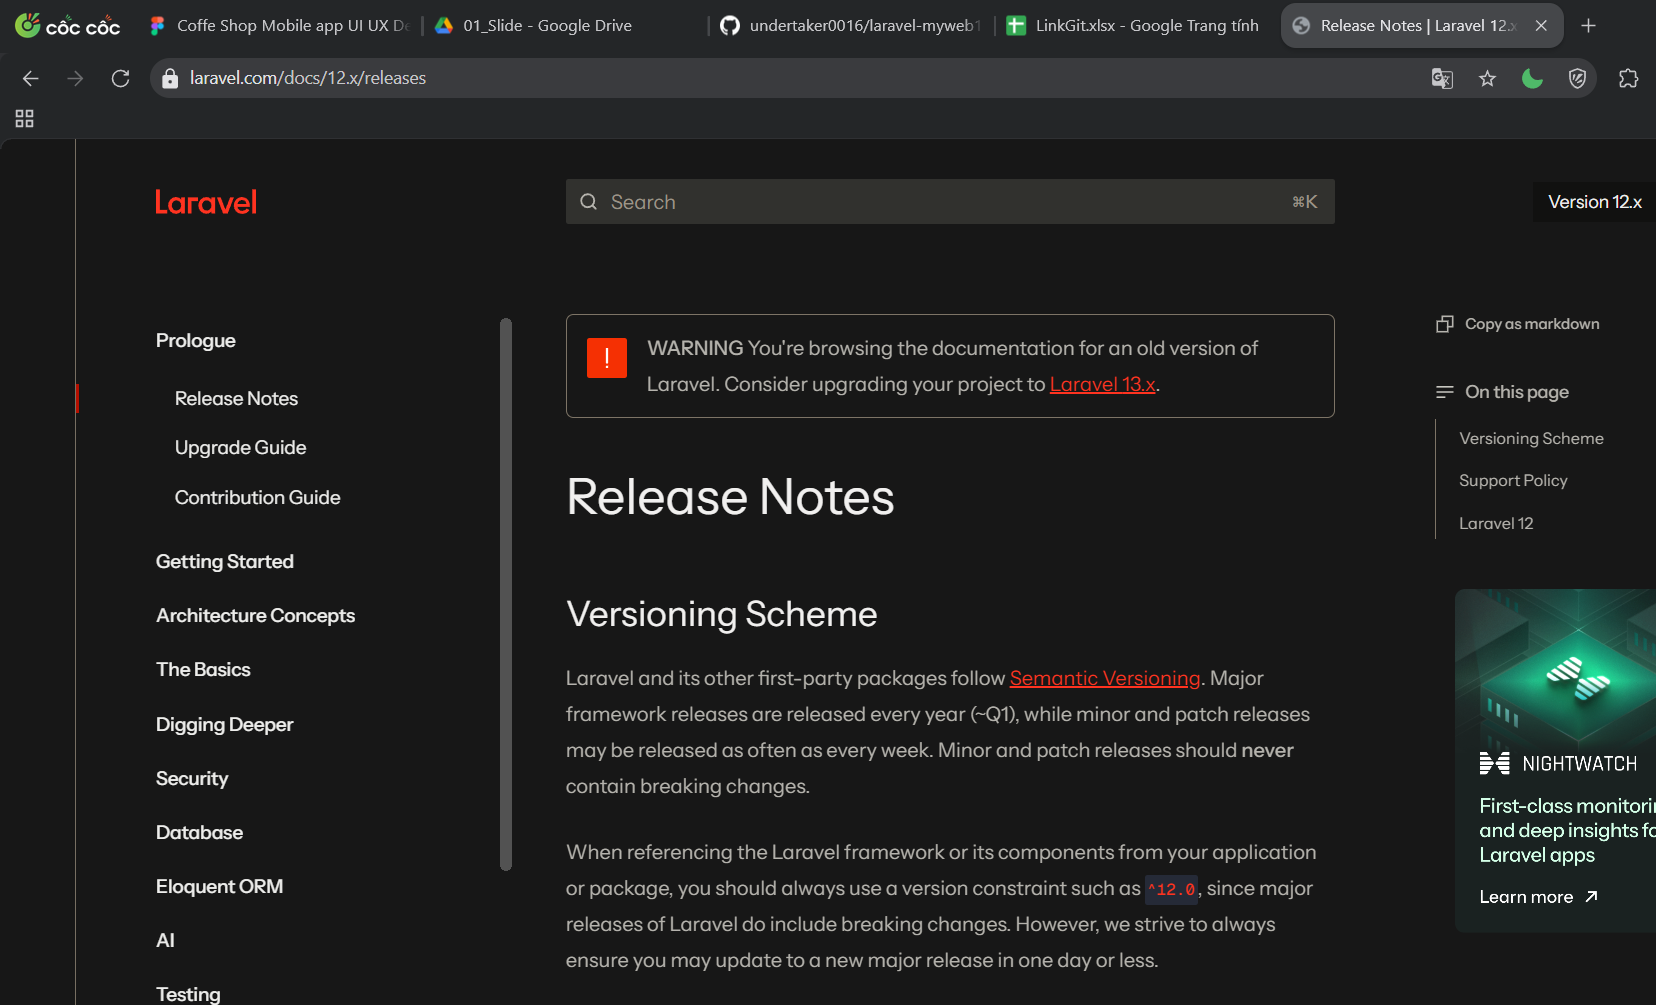 cốc cốc
Coffe Shop Mobile app UI UX De
01_Slide - Google Drive
undertaker0016/laravel-myweb1
LinkGit.xlsx - Google Trang tính
Release Notes | Laravel 12.x
laravel.com/docs/12.x/releases
Laravel
Search
⌘K
Version 12.x
Prologue
Release Notes
Upgrade Guide
Contribution Guide
Getting Started
Architecture Concepts
The Basics
Digging Deeper
Security
Database
Eloquent ORM
AI
Testing
! WARNING You're browsing the documentation for an old version of
Laravel. Consider upgrading your project to Laravel 13.x.
Release Notes
Versioning Scheme
Laravel and its other first-party packages follow Semantic Versioning. Major
framework releases are released every year (~Q1), while minor and patch releases
may be released as often as every week. Minor and patch releases should never
contain breaking changes.
When referencing the Laravel framework or its components from your application
or package, you should always use a version constraint such as ^12.0, since major
releases of Laravel do include breaking changes. However, we strive to always
ensure you may update to a new major release in one day or less.
Copy as markdown
On this page
Versioning Scheme
Support Policy
Laravel 12
NIGHTWATCH
First-class monitorin
and deep insights fo
Laravel apps
Learn more